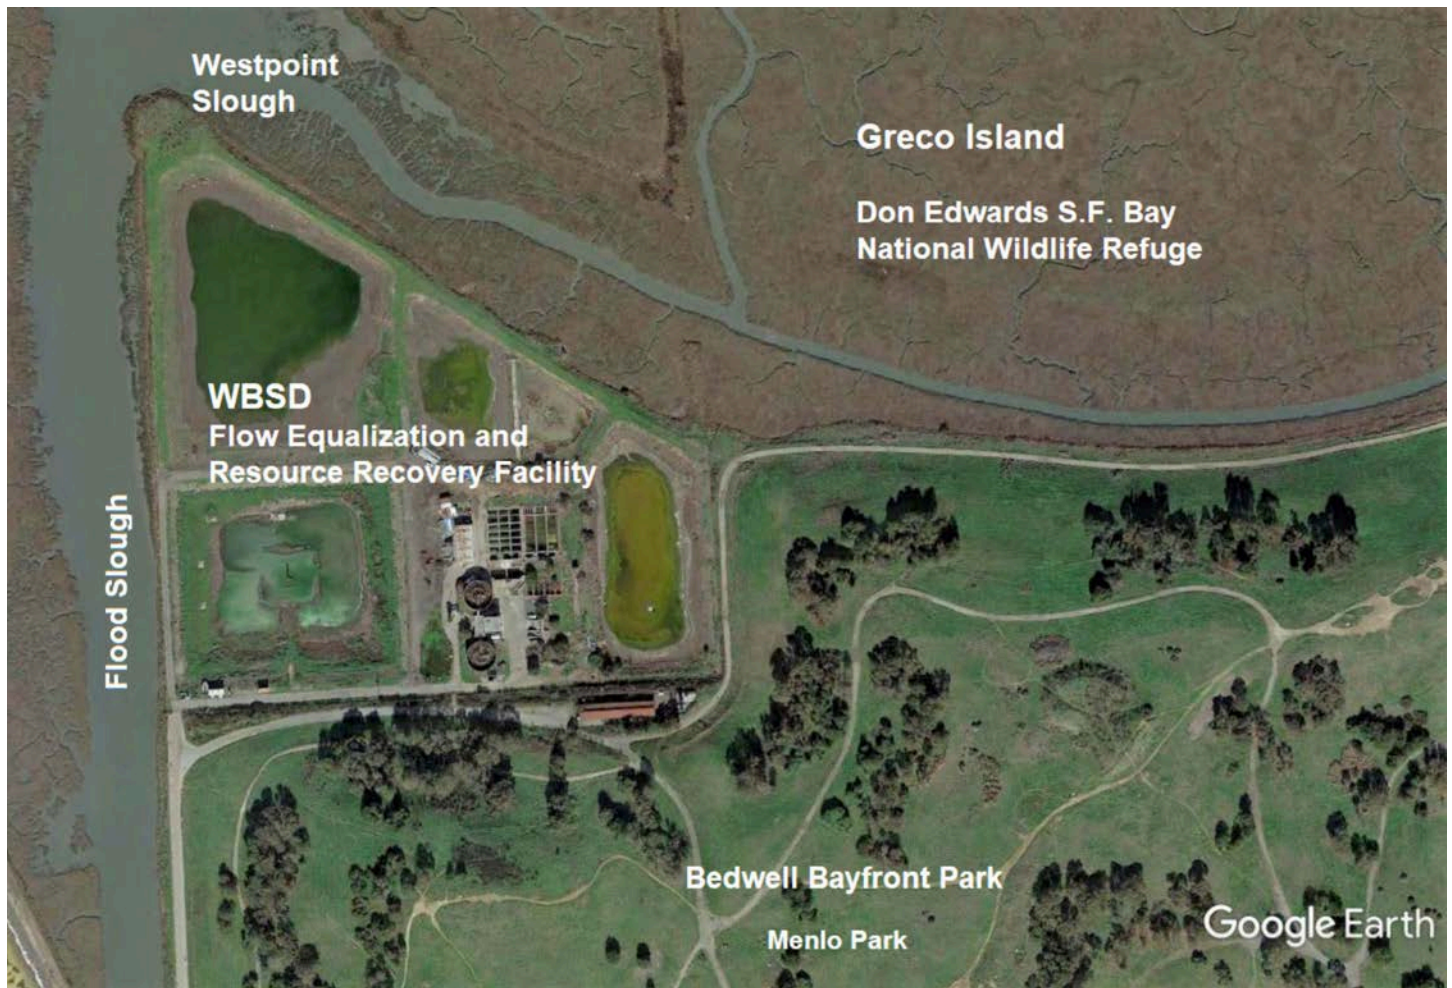 Westpoint
Slough
Greco Island
Don Edwards S.F. Bay
National Wildlife Refuge
WBSD
Flow Equalization and
Resource Recovery Facility
Flood Slough
Bedwell Bayfront Park
Menlo Park
Google Earth